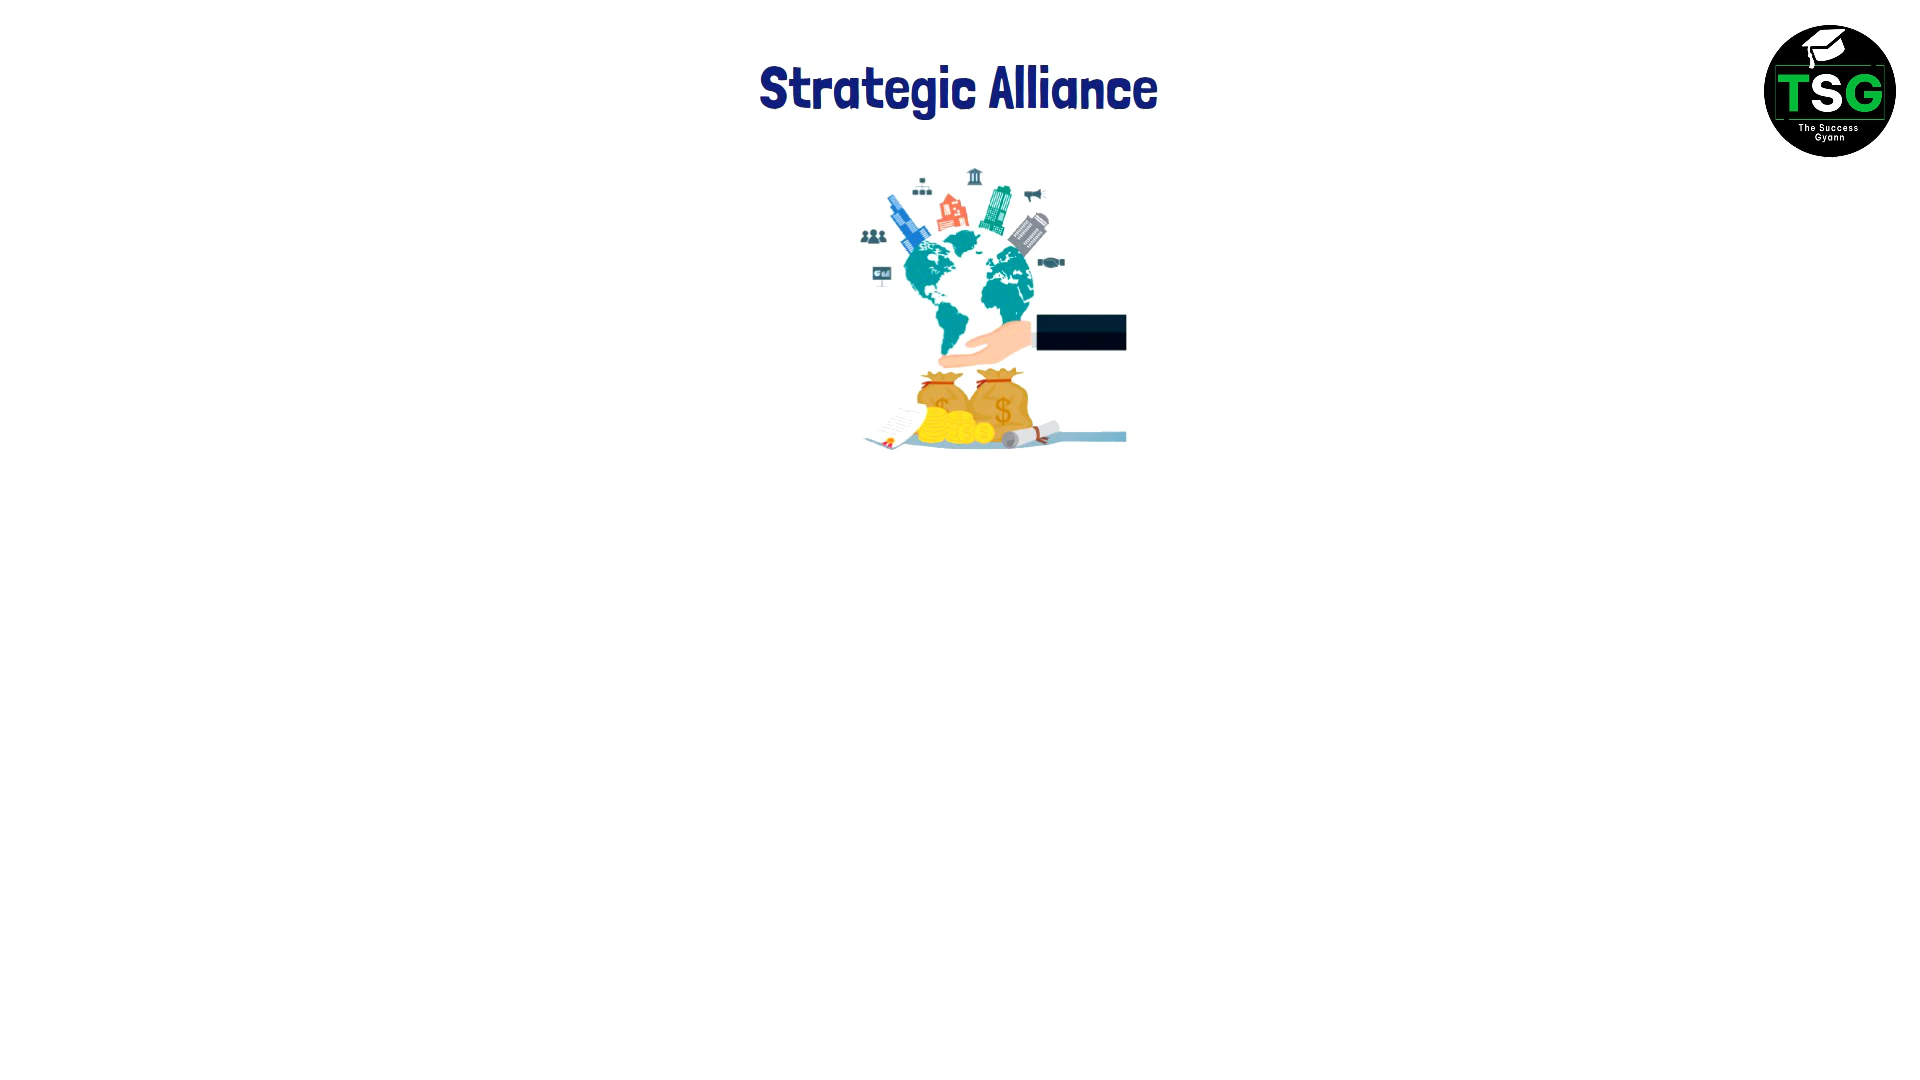 Strategic Alliance
TSG
The Success
Gyann
$
$